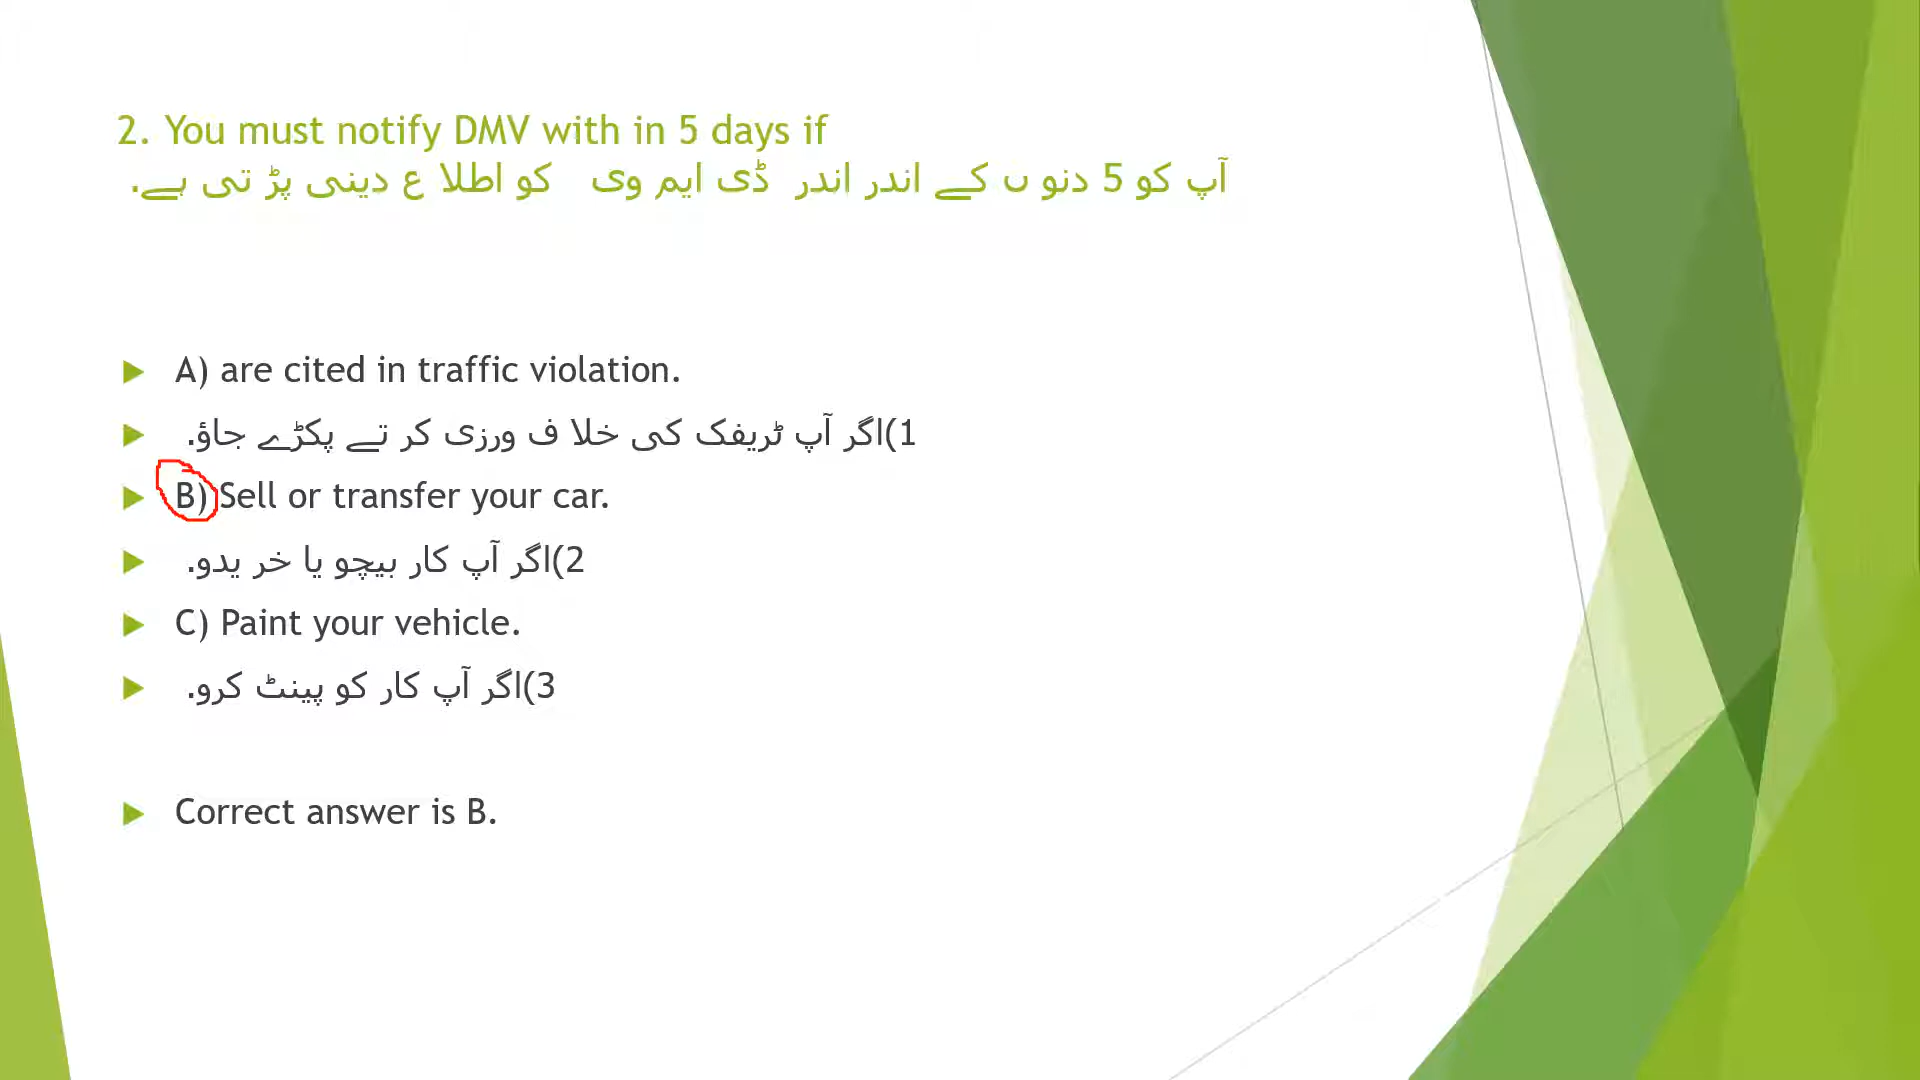 2. You must notify DMV with in 5 days if
آپ کو 5 دنو ں کے اندر اندر ڈی ایم وی کو اطلا ع دینی پڑ تی ہے.
A) are cited in traffic violation.
1)اگر آپ ٹریفک کی خلا ف ورزی کر تے پکڑے جاؤ.
B) Sell or transfer your car.
2)اگر آپ کار بیچو یا خر یدو.
C) Paint your vehicle.
3)اگر آپ کار کو پینٹ کرو.
Correct answer is B.